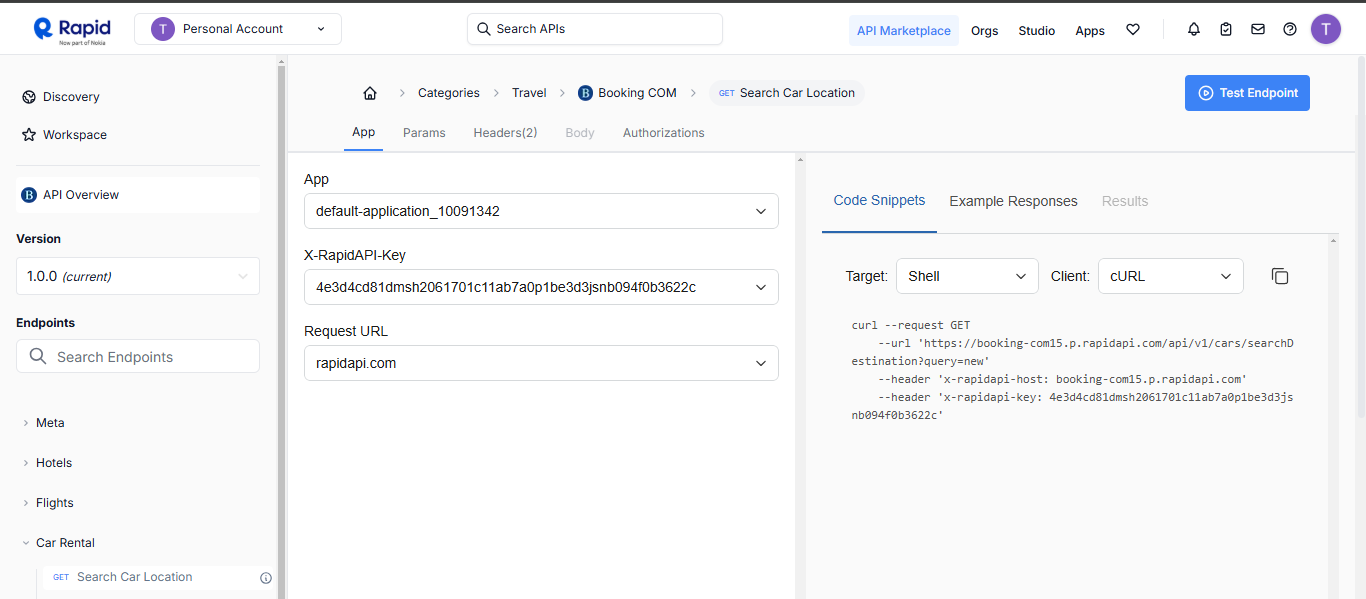 Rapid
Now part of Nokia
T
Personal Account
Search APIs
API Marketplace
Orgs
Studio
Apps
T
Discovery
Workspace
B API Overview
Version
1.0.0 (current)
Endpoints
Search Endpoints
Meta
Hotels
Flights
Car Rental
GET Search Car Location
Categories
Travel
B Booking COM
GET Search Car Location
Test Endpoint
App
Params
Headers(2)
Body
Authorizations
App
default-application_10091342
X-RapidAPI-Key
4e3d4cd81dmsh2061701c11ab7a0p1be3d3jsnb094f0b3622c
Request URL
rapidapi.com
Code Snippets
Example Responses
Results
Target:
Shell
Client:
cURL
curl --request GET
--url 'https://booking-com15.p.rapidapi.com/api/v1/cars/searchD
estination?query=new'
--header 'x-rapidapi-host: booking-com15.p.rapidapi.com'
--header 'x-rapidapi-key: 4e3d4cd81dmsh2061701c11ab7a0p1be3d3js
nb094f0b3622c'